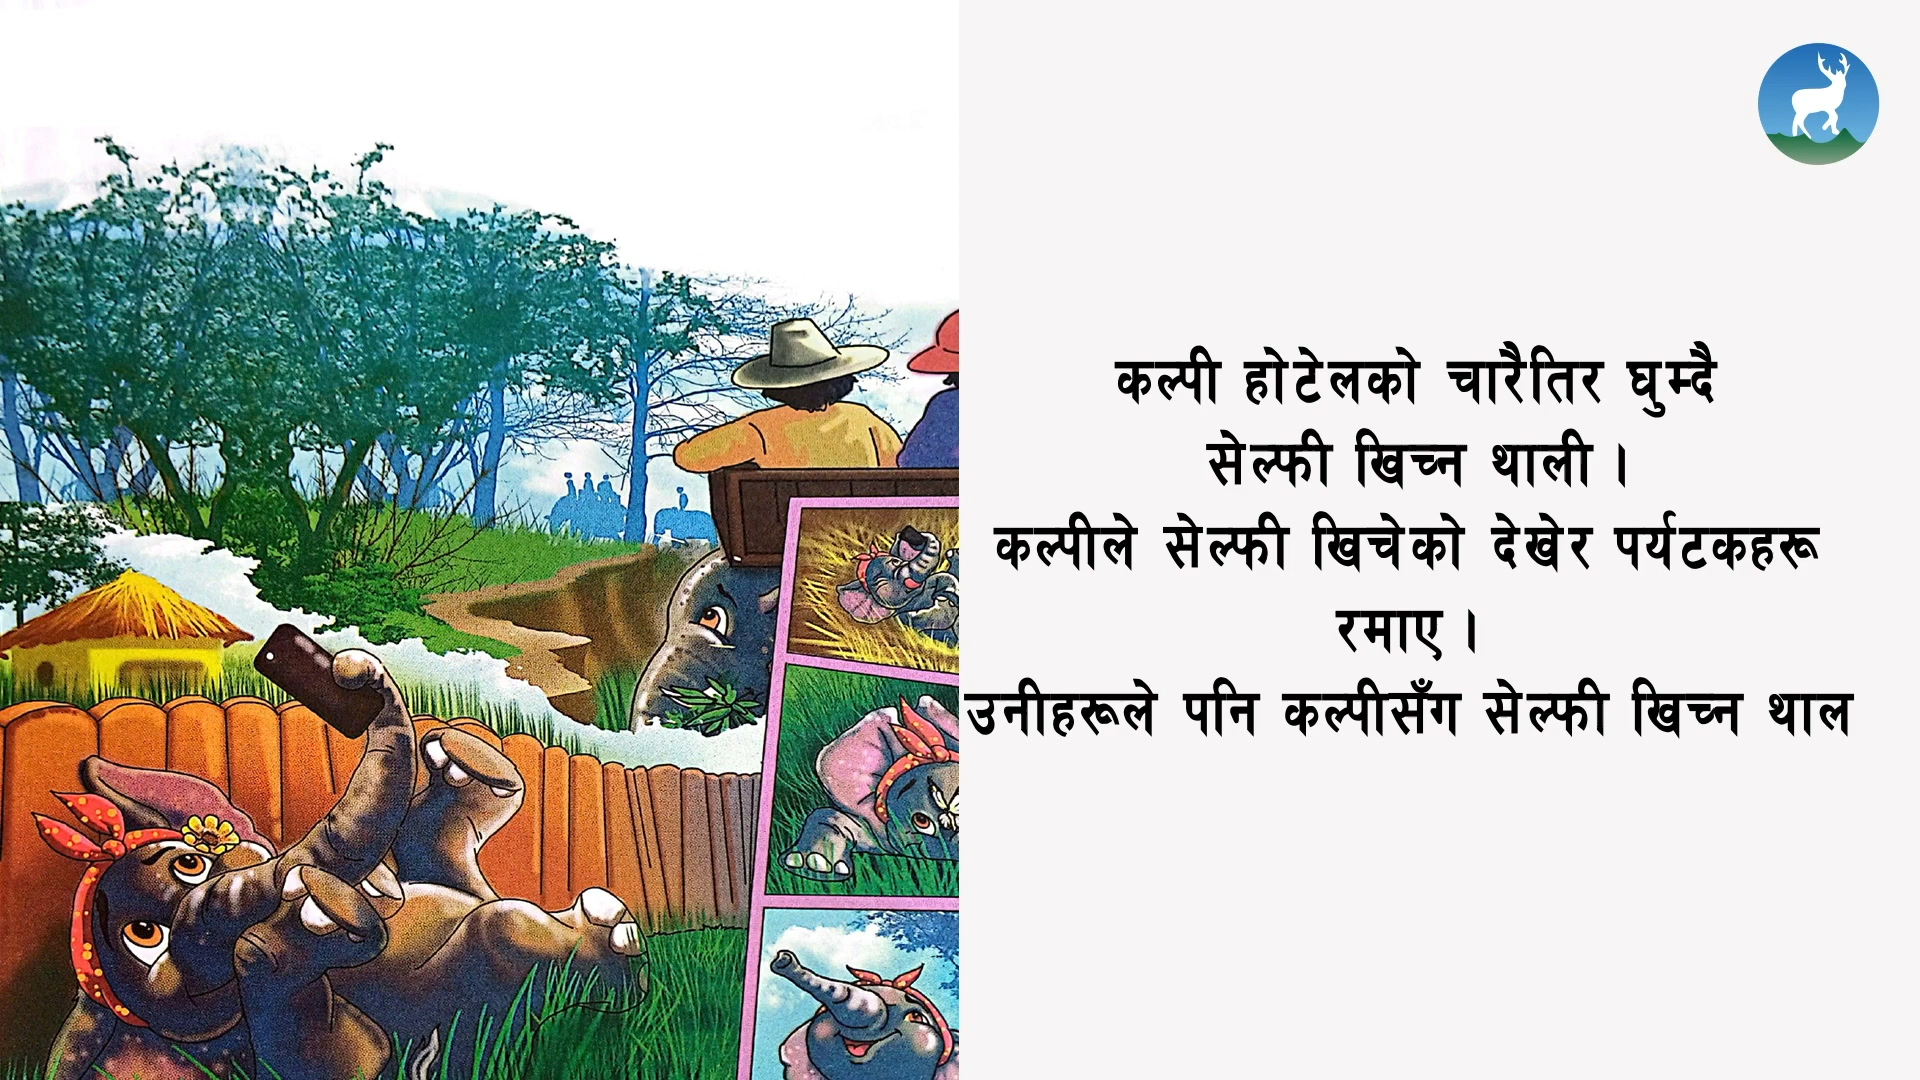 कल्पी होटेलको चारैतिर घुम्दै
सेल्फी खिच्न थाली ।
कल्पीले सेल्फी खिचेको देखेर पर्यटकहरू
रमाए ।
उनीहरूले पनि कल्पीसँग सेल्फी खिच्न थाल